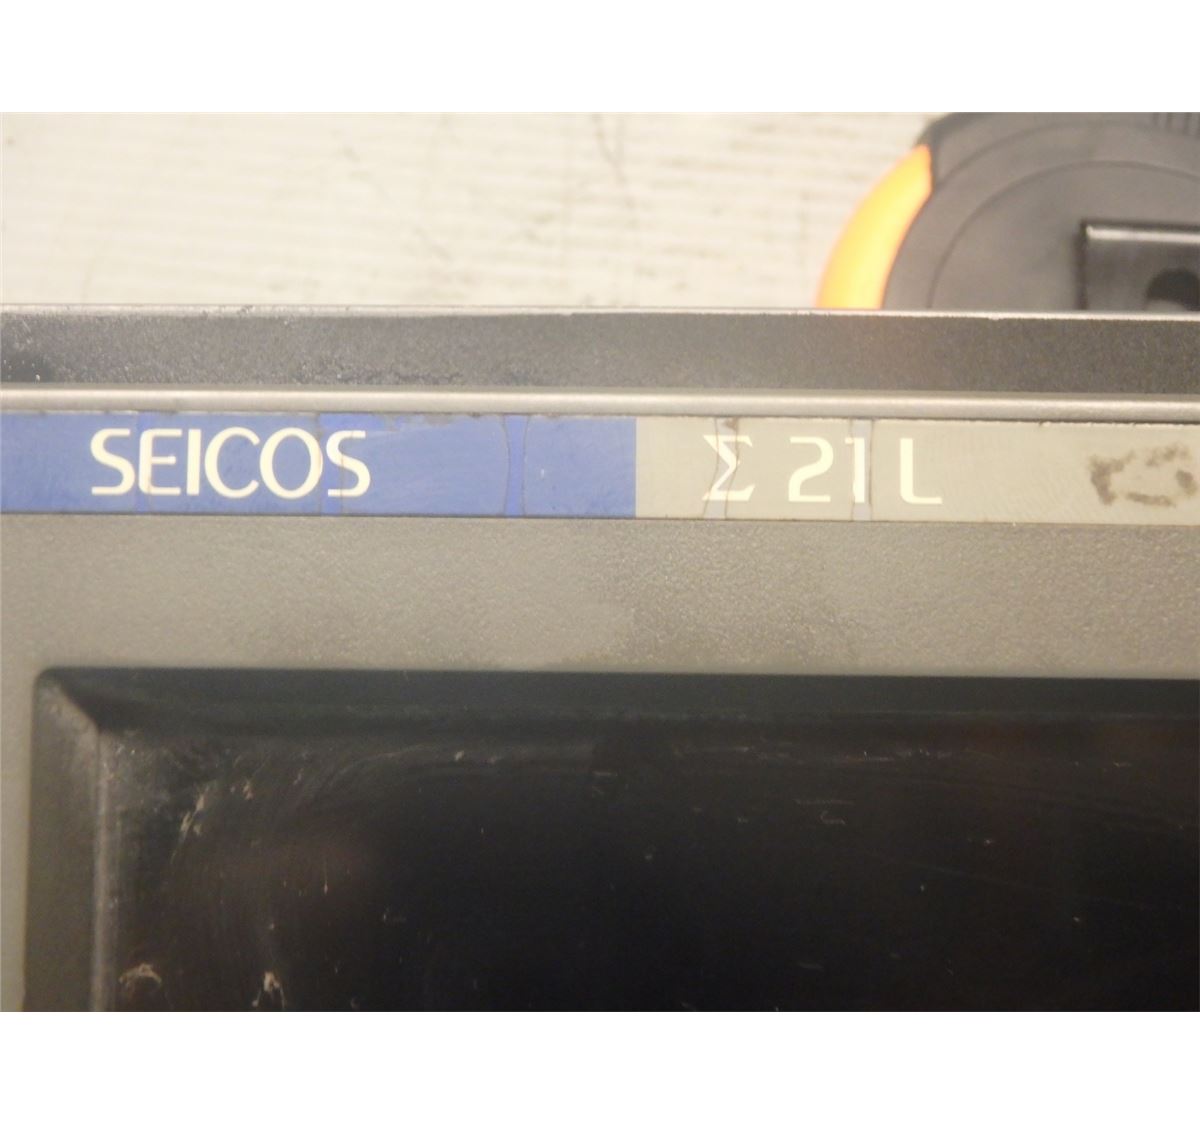 SEICOS Σ 21 L